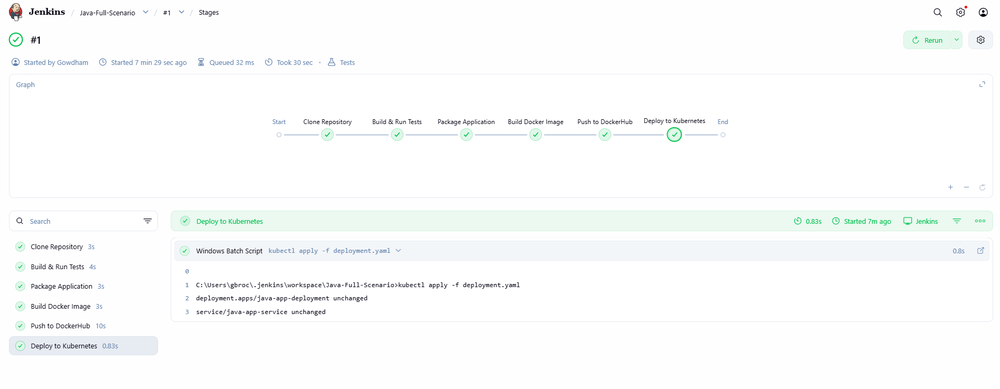 Jenkins / Java-Full-Scenario / #1 / Stages
#1
Rerun
Started by Gowdham Started 7 min 29 sec ago Queued 32 ms Took 30 sec • Tests
Graph
Start Clone Repository Build & Run Tests Package Application Build Docker Image Push to DockerHub Deploy to Kubernetes End
Search
Clone Repository 3s
Build & Run Tests 4s
Package Application 3s
Build Docker Image 3s
Push to DockerHub 10s
Deploy to Kubernetes 0.83s
Deploy to Kubernetes 0.83s Started 7m ago Jenkins
Windows Batch Script kubectl apply -f deployment.yaml 0.8s
0
1 C:\Users\gbroc\.jenkins\workspace\Java-Full-Scenario>kubectl apply -f deployment.yaml
2 deployment.apps/java-app-deployment unchanged
3 service/java-app-service unchanged